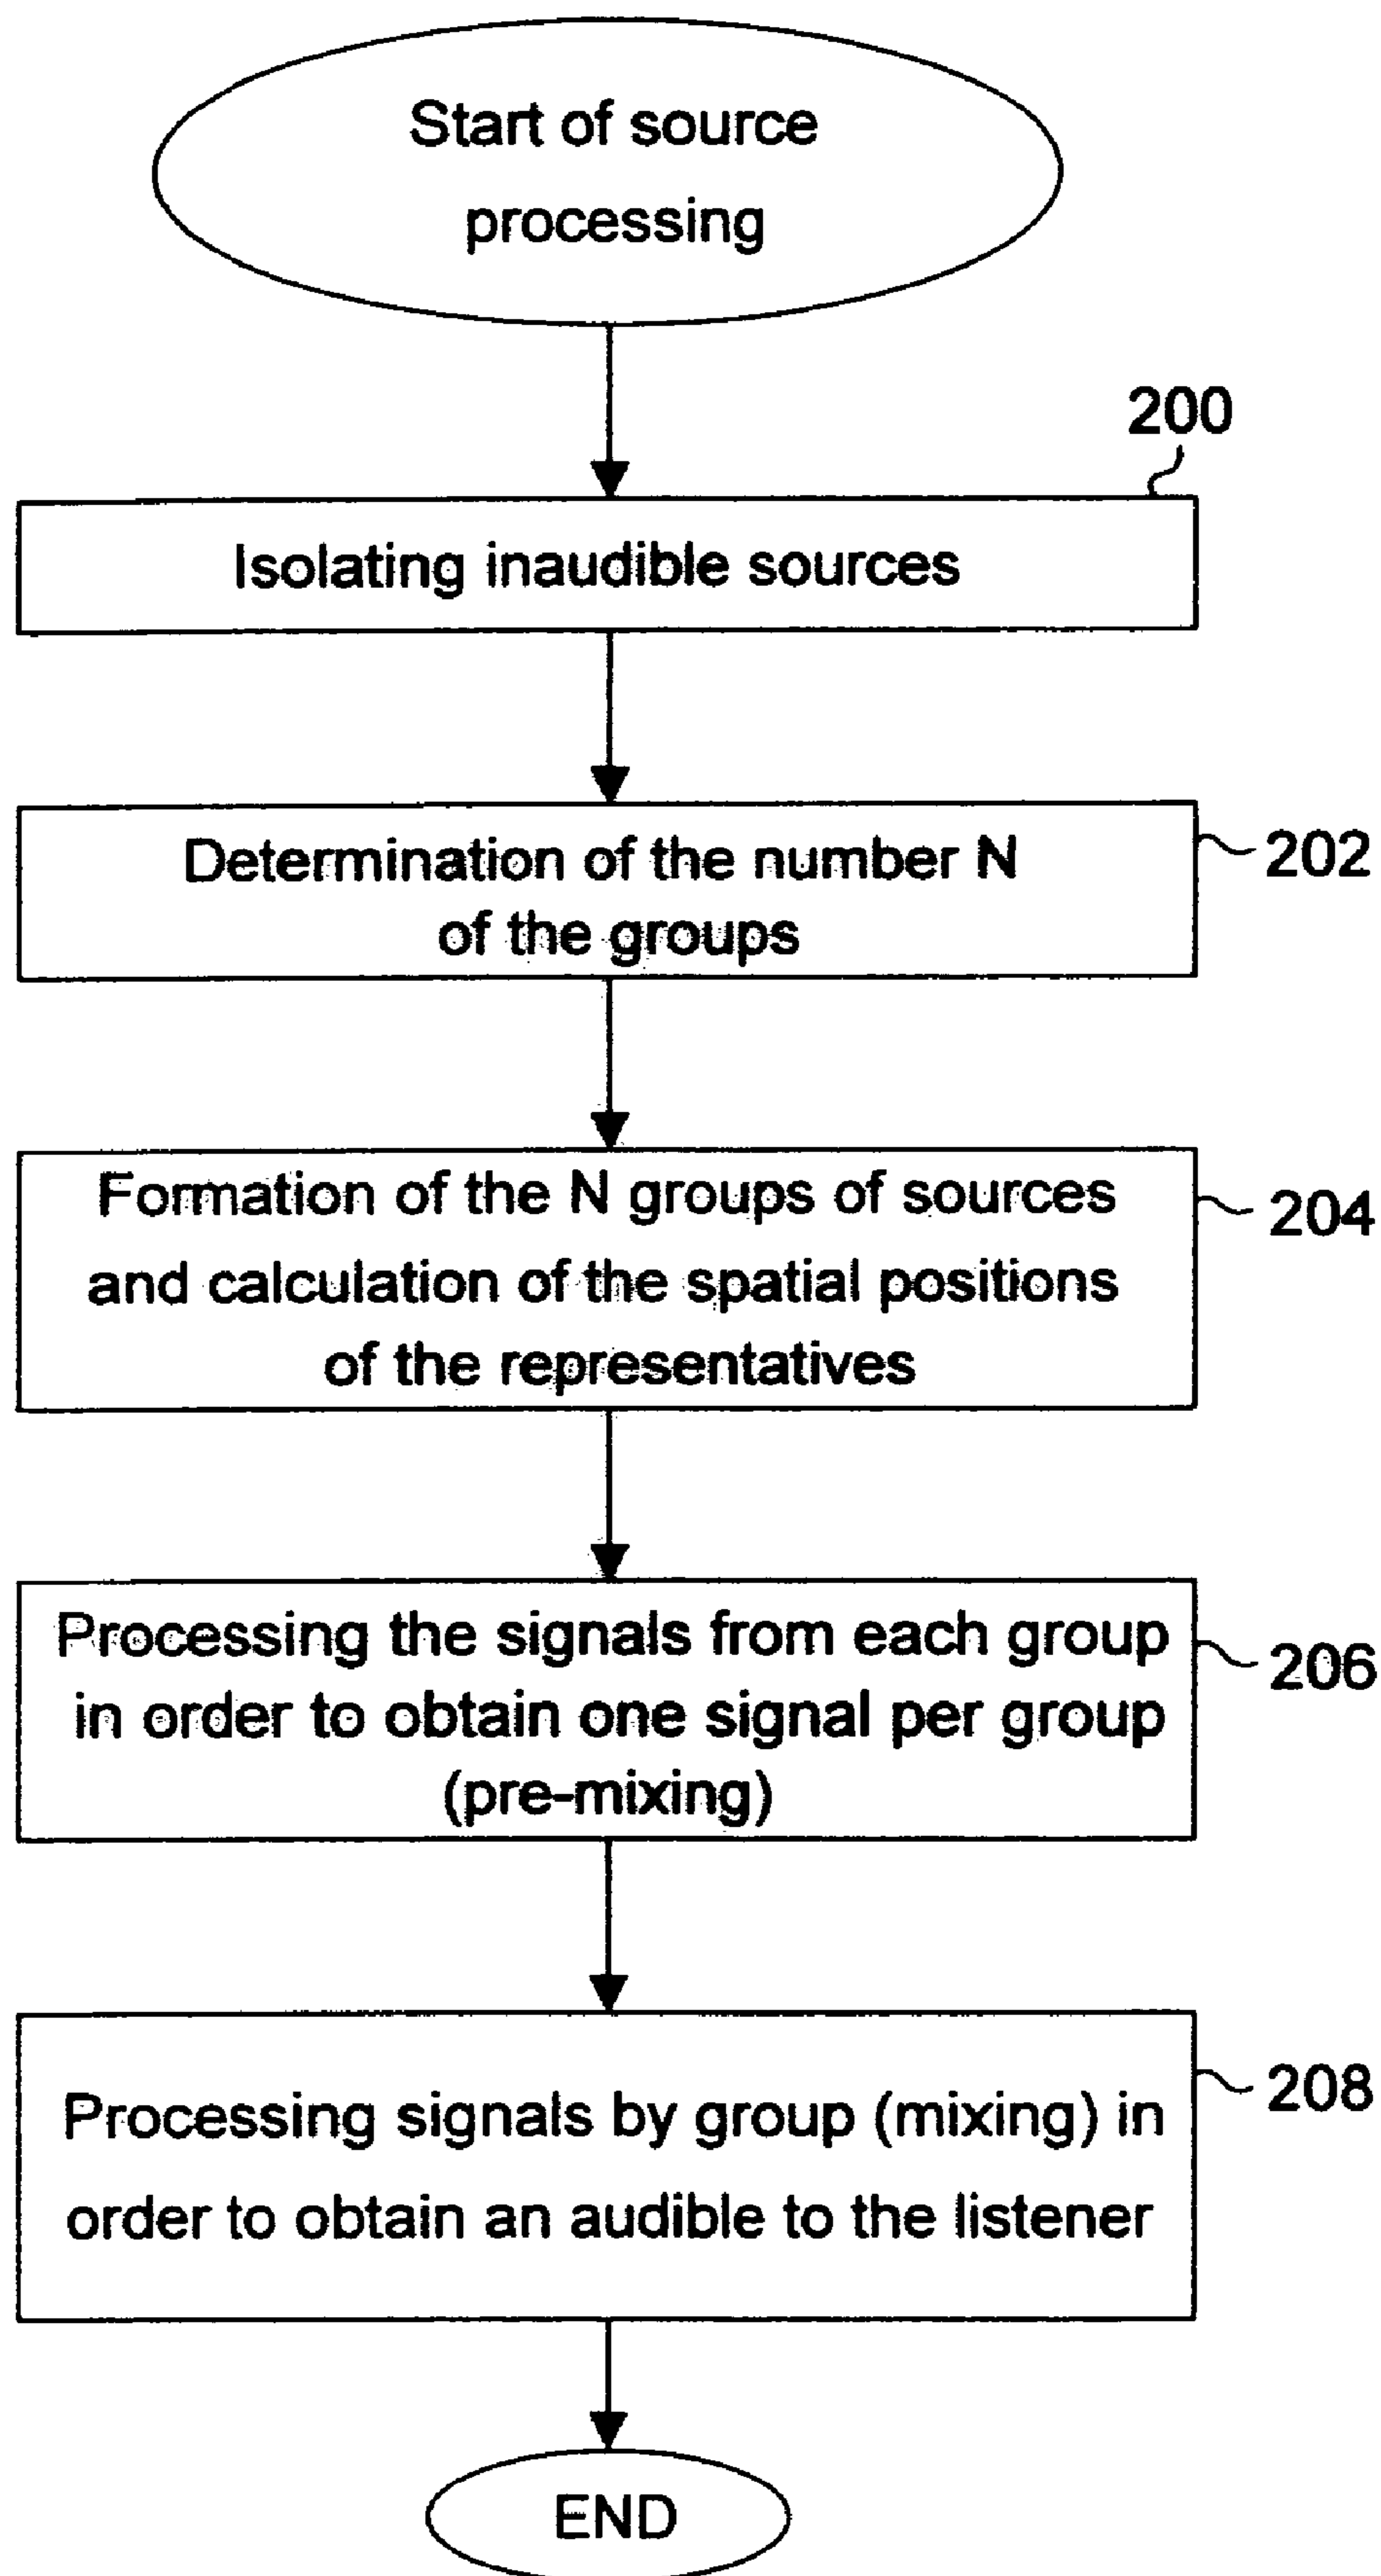 Start of source
processing
200
Isolating inaudible sources
Determination of the number N
of the groups
202
Formation of the N groups of sources
and calculation of the spatial positions
of the representatives
204
Processing the signals from each group
in order to obtain one signal per group
(pre-mixing)
206
Processing signals by group (mixing) in
order to obtain an audible to the listener
208
END